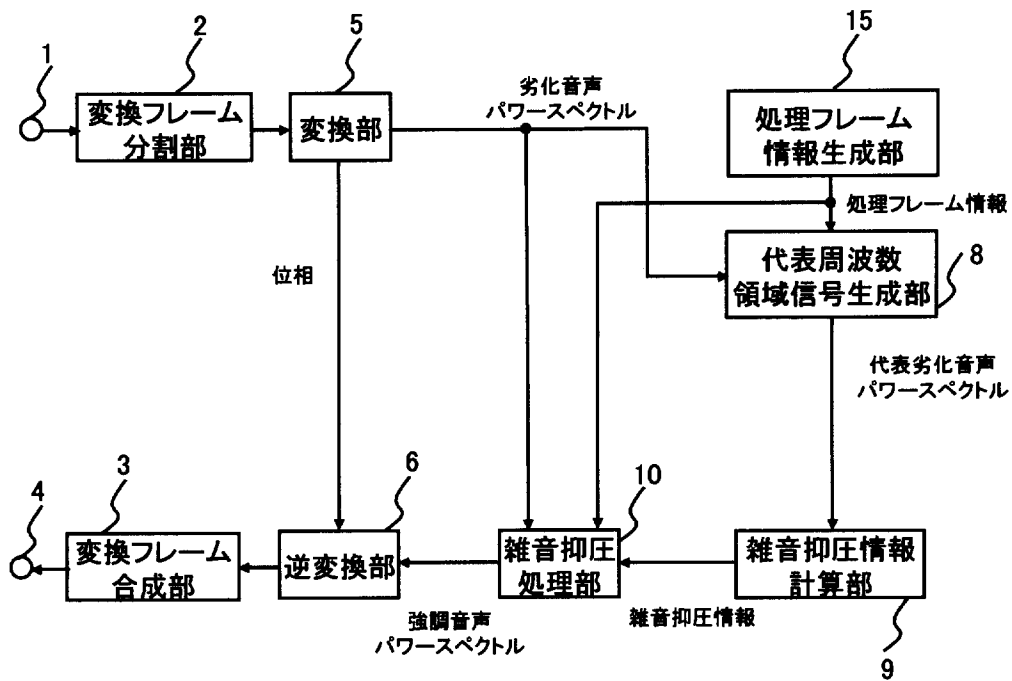 1
2
5
15
変換フレーム
分割部
変換部
劣化音声
パワースペクトル
処理フレーム
情報生成部
処理フレーム情報
位相
代表周波数
領域信号生成部
8
代表劣化音声
パワースペクトル
4
3
6
10
変換フレーム
合成部
逆変換部
雑音抑圧
処理部
雑音抑圧情報
計算部
強調音声
パワースペクトル
雑音抑圧情報
9